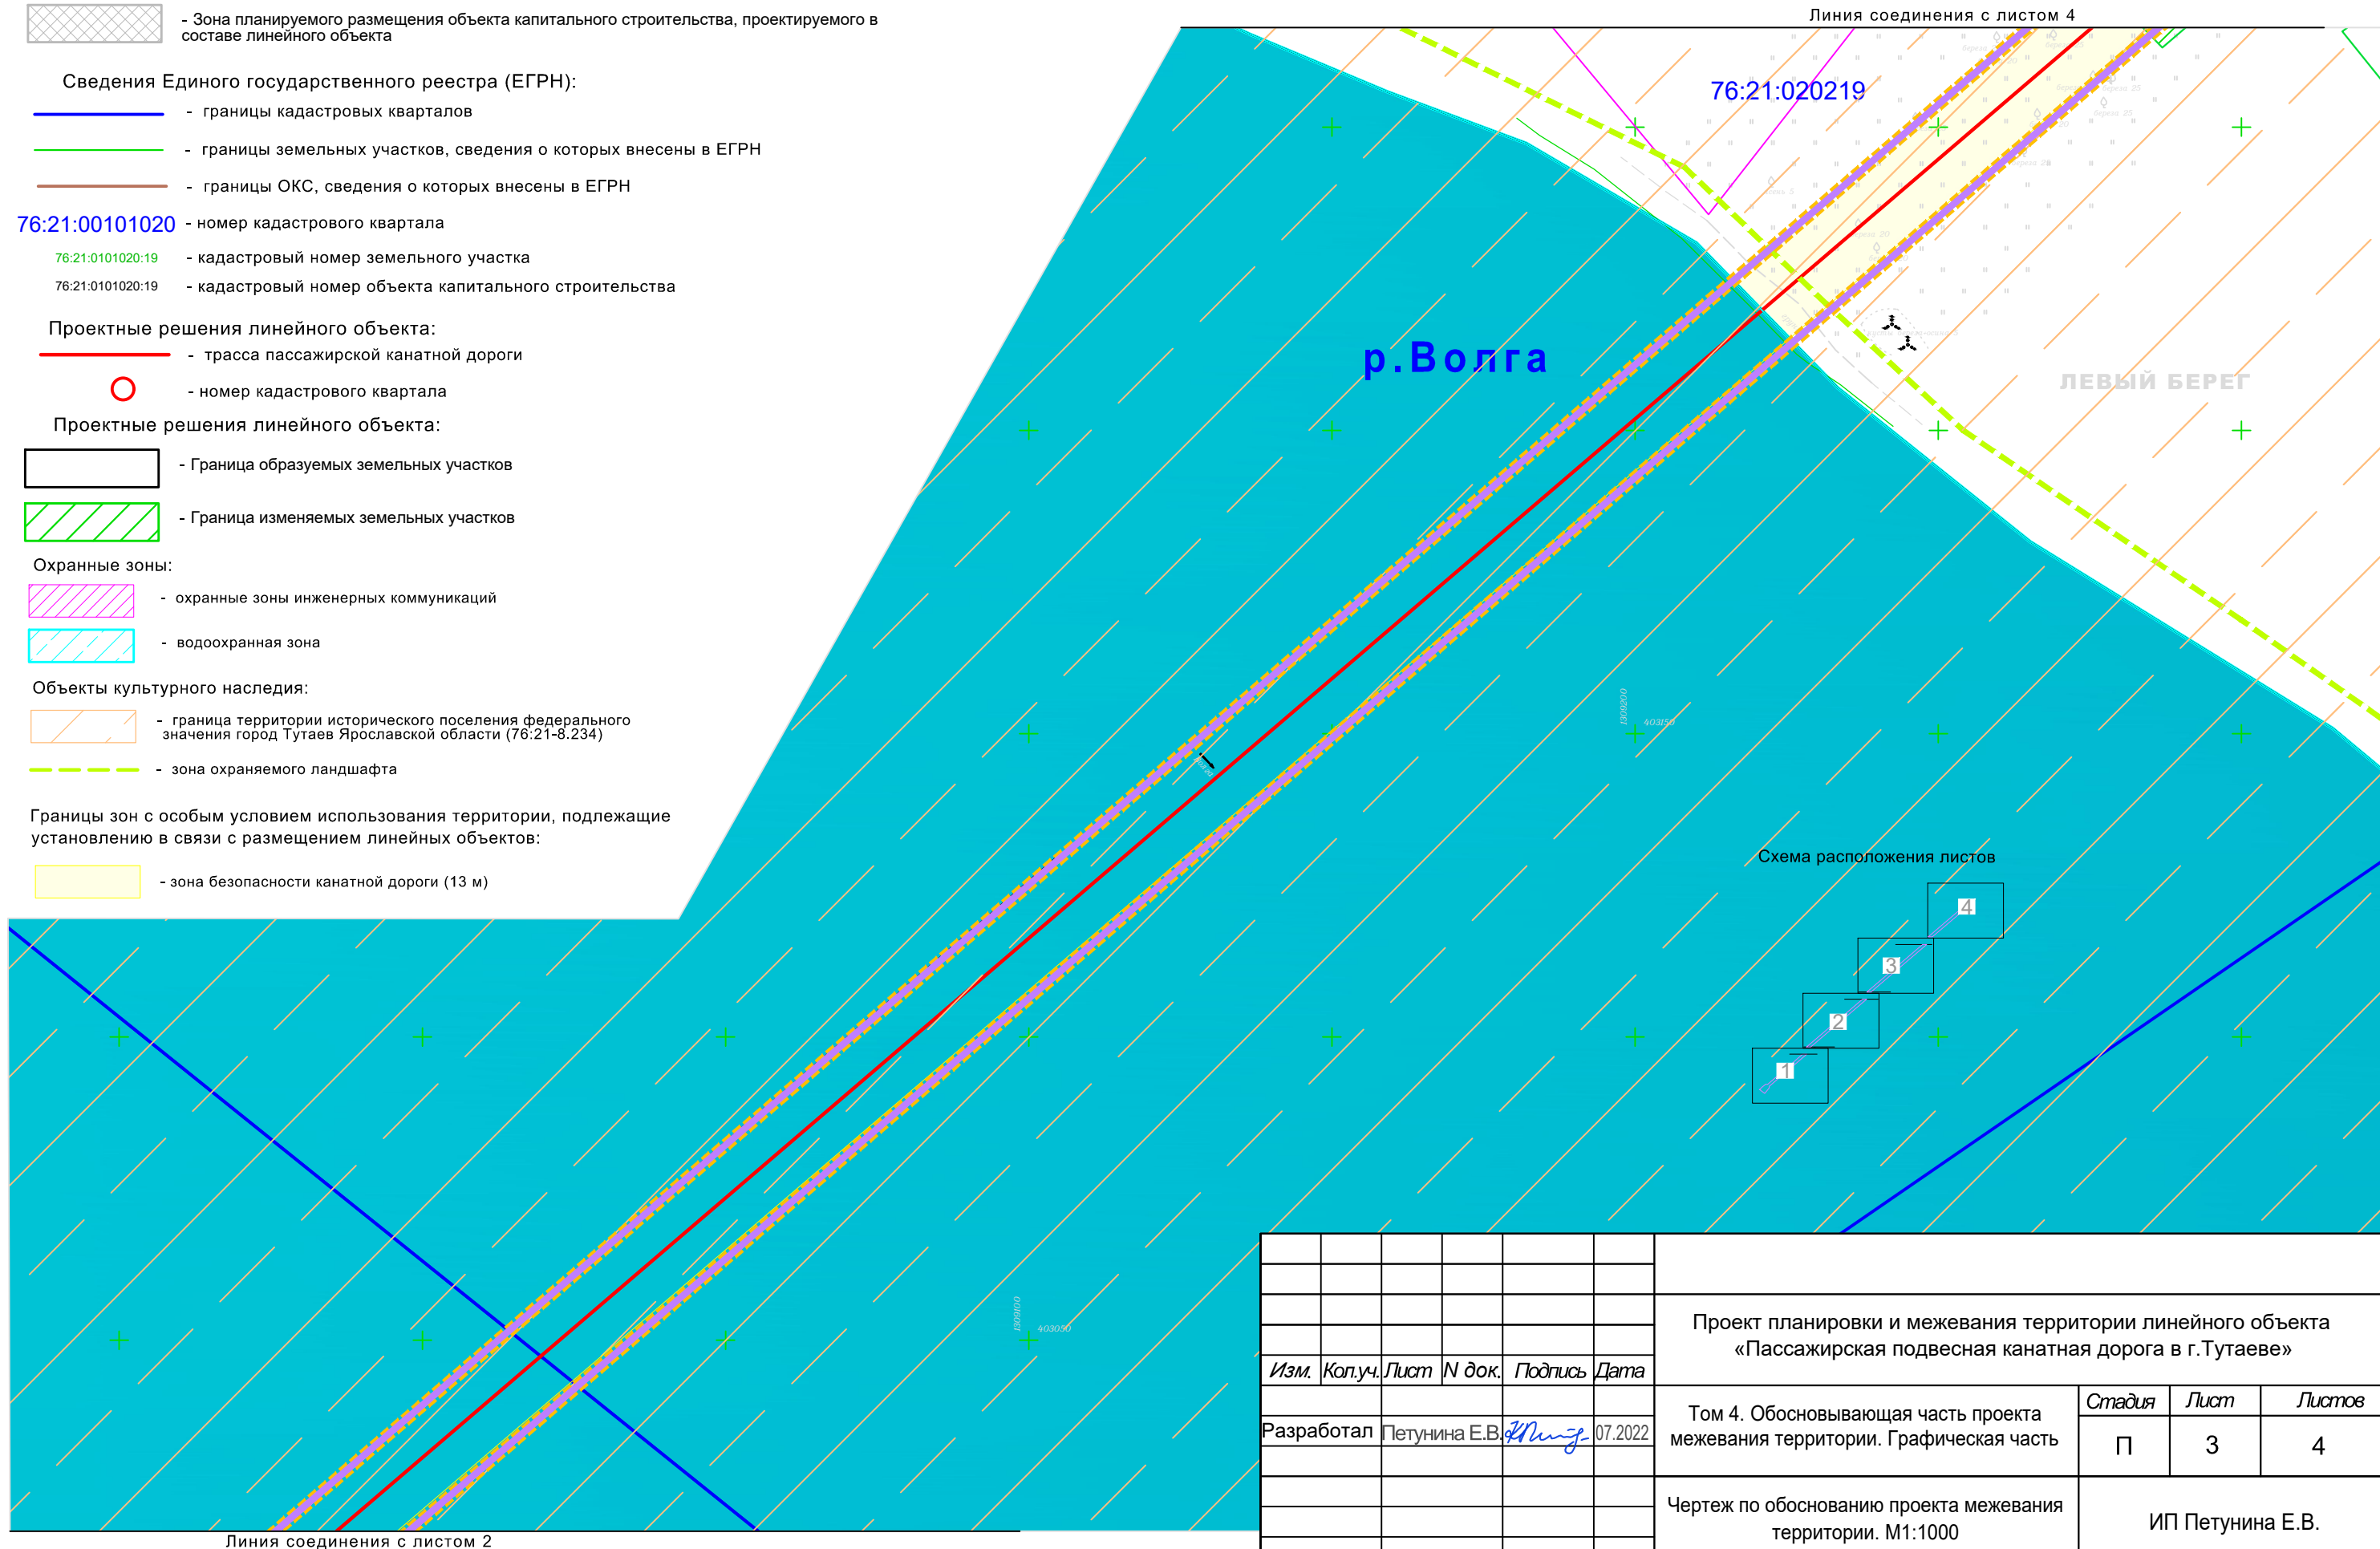 - Зона планируемого размещения объекта капитального строительства, проектируемого в
составе линейного объекта
Сведения Единого государственного реестра (ЕГРН):
- границы кадастровых кварталов
- границы земельных участков, сведения о которых внесены в ЕГРН
- границы ОКС, сведения о которых внесены в ЕГРН
76:21:00101020 - номер кадастрового квартала
76:21:0101020:19 - кадастровый номер земельного участка
76:21:0101020:19 - кадастровый номер объекта капитального строительства
Проектные решения линейного объекта:
- трасса пассажирской канатной дороги
- номер кадастрового квартала
Проектные решения линейного объекта:
- Граница образуемых земельных участков
- Граница изменяемых земельных участков
Охранные зоны:
- охранные зоны инженерных коммуникаций
- водоохранная зона
Объекты культурного наследия:
- граница территории исторического поселения федерального
значения город Тутаев Ярославской области (76:21-8.234)
- зона охраняемого ландшафта
Границы зон с особым условием использования территории, подлежащие
установлению в связи с размещением линейных объектов:
- зона безопасности канатной дороги (13 м)
Линия соединения с листом 4
76:21:020219
р.Волга
ЛЕВЫЙ БЕРЕГ
1309200
403150
Схема расположения листов
4
3
2
1
1309100
403050
Линия соединения с листом 2
Изм. Кол.уч. Лист N док. Подпись Дата
Разработал Петунина Е.В. 07.2022
Проект планировки и межевания территории линейного объекта
«Пассажирская подвесная канатная дорога в г.Тутаеве»
Том 4. Обосновывающая часть проекта
межевания территории. Графическая часть
Стадия Лист Листов
П 3 4
Чертеж по обоснованию проекта межевания
территории. М1:1000
ИП Петунина Е.В.